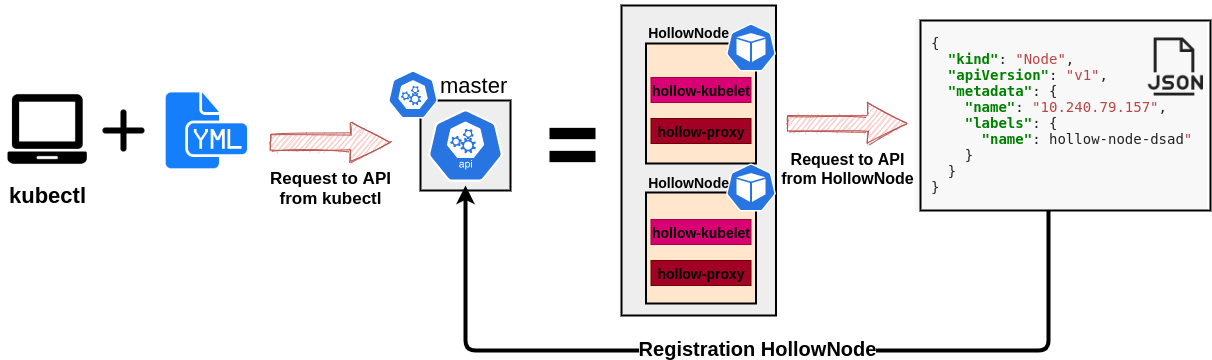 kubectl
YML
Request to API
from kubectl
master
api
HollowNode
hollow-kubelet
hollow-proxy
HollowNode
hollow-kubelet
hollow-proxy
Request to API
from HollowNode
{
"kind": "Node",
"apiVersion": "v1",
"metadata": {
"name": "10.240.79.157",
"labels": {
"name": hollow-node-dsad"
}
}
}
JSON
Registration HollowNode